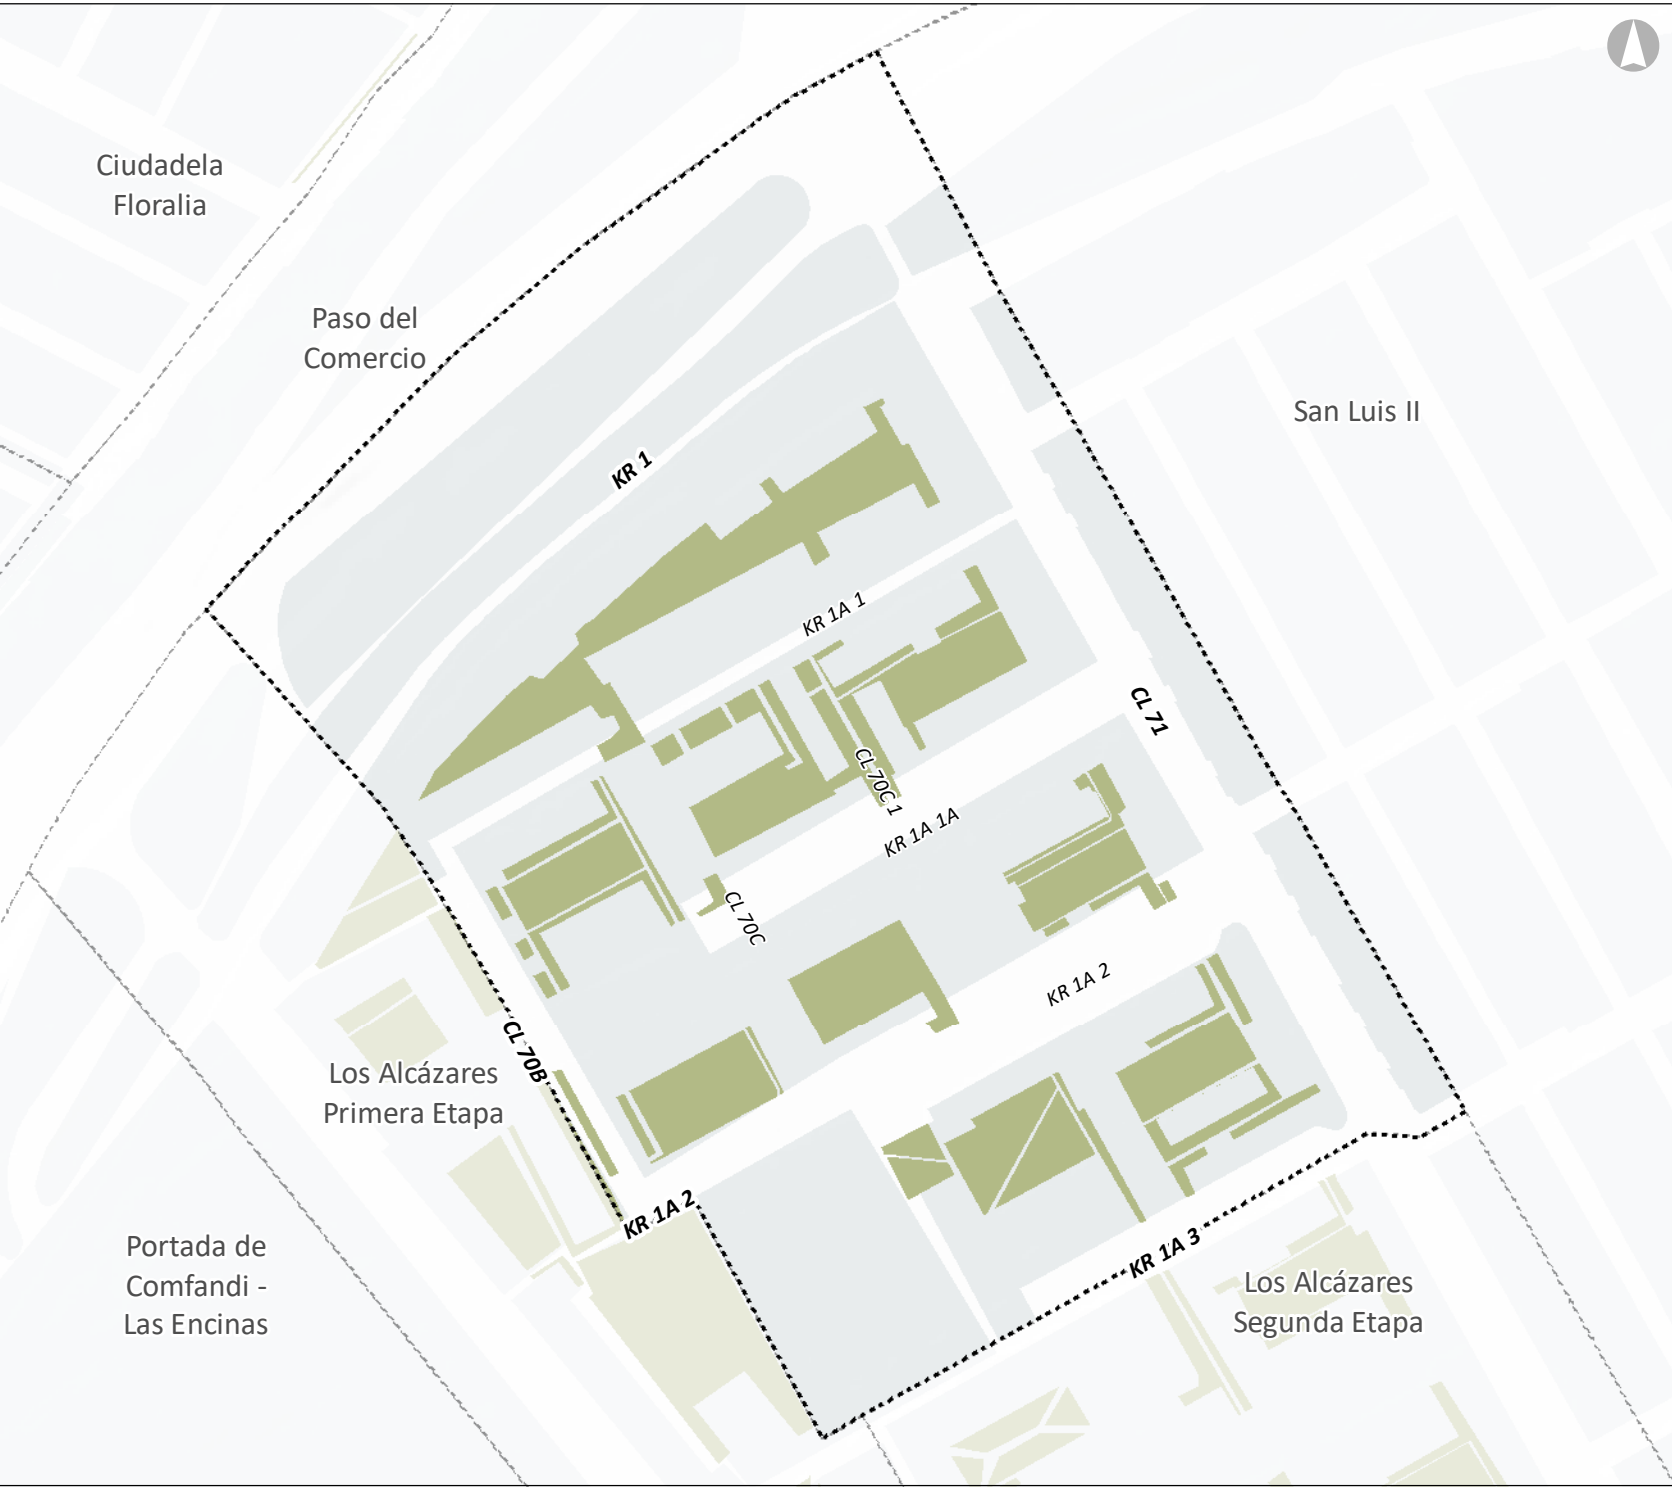 Ciudadela
Floralia
Paso del
Comercio
San Luis II
KR 1
KR 1A 1
CL 71
CL 70C 1
KR 1A 1A
CL 70C
KR 1A 2
CL 70B
Los Alcázares
Primera Etapa
KR 1A 2
KR 1A 3
Portada de
Comfandi -
Las Encinas
Los Alcázares
Segunda Etapa